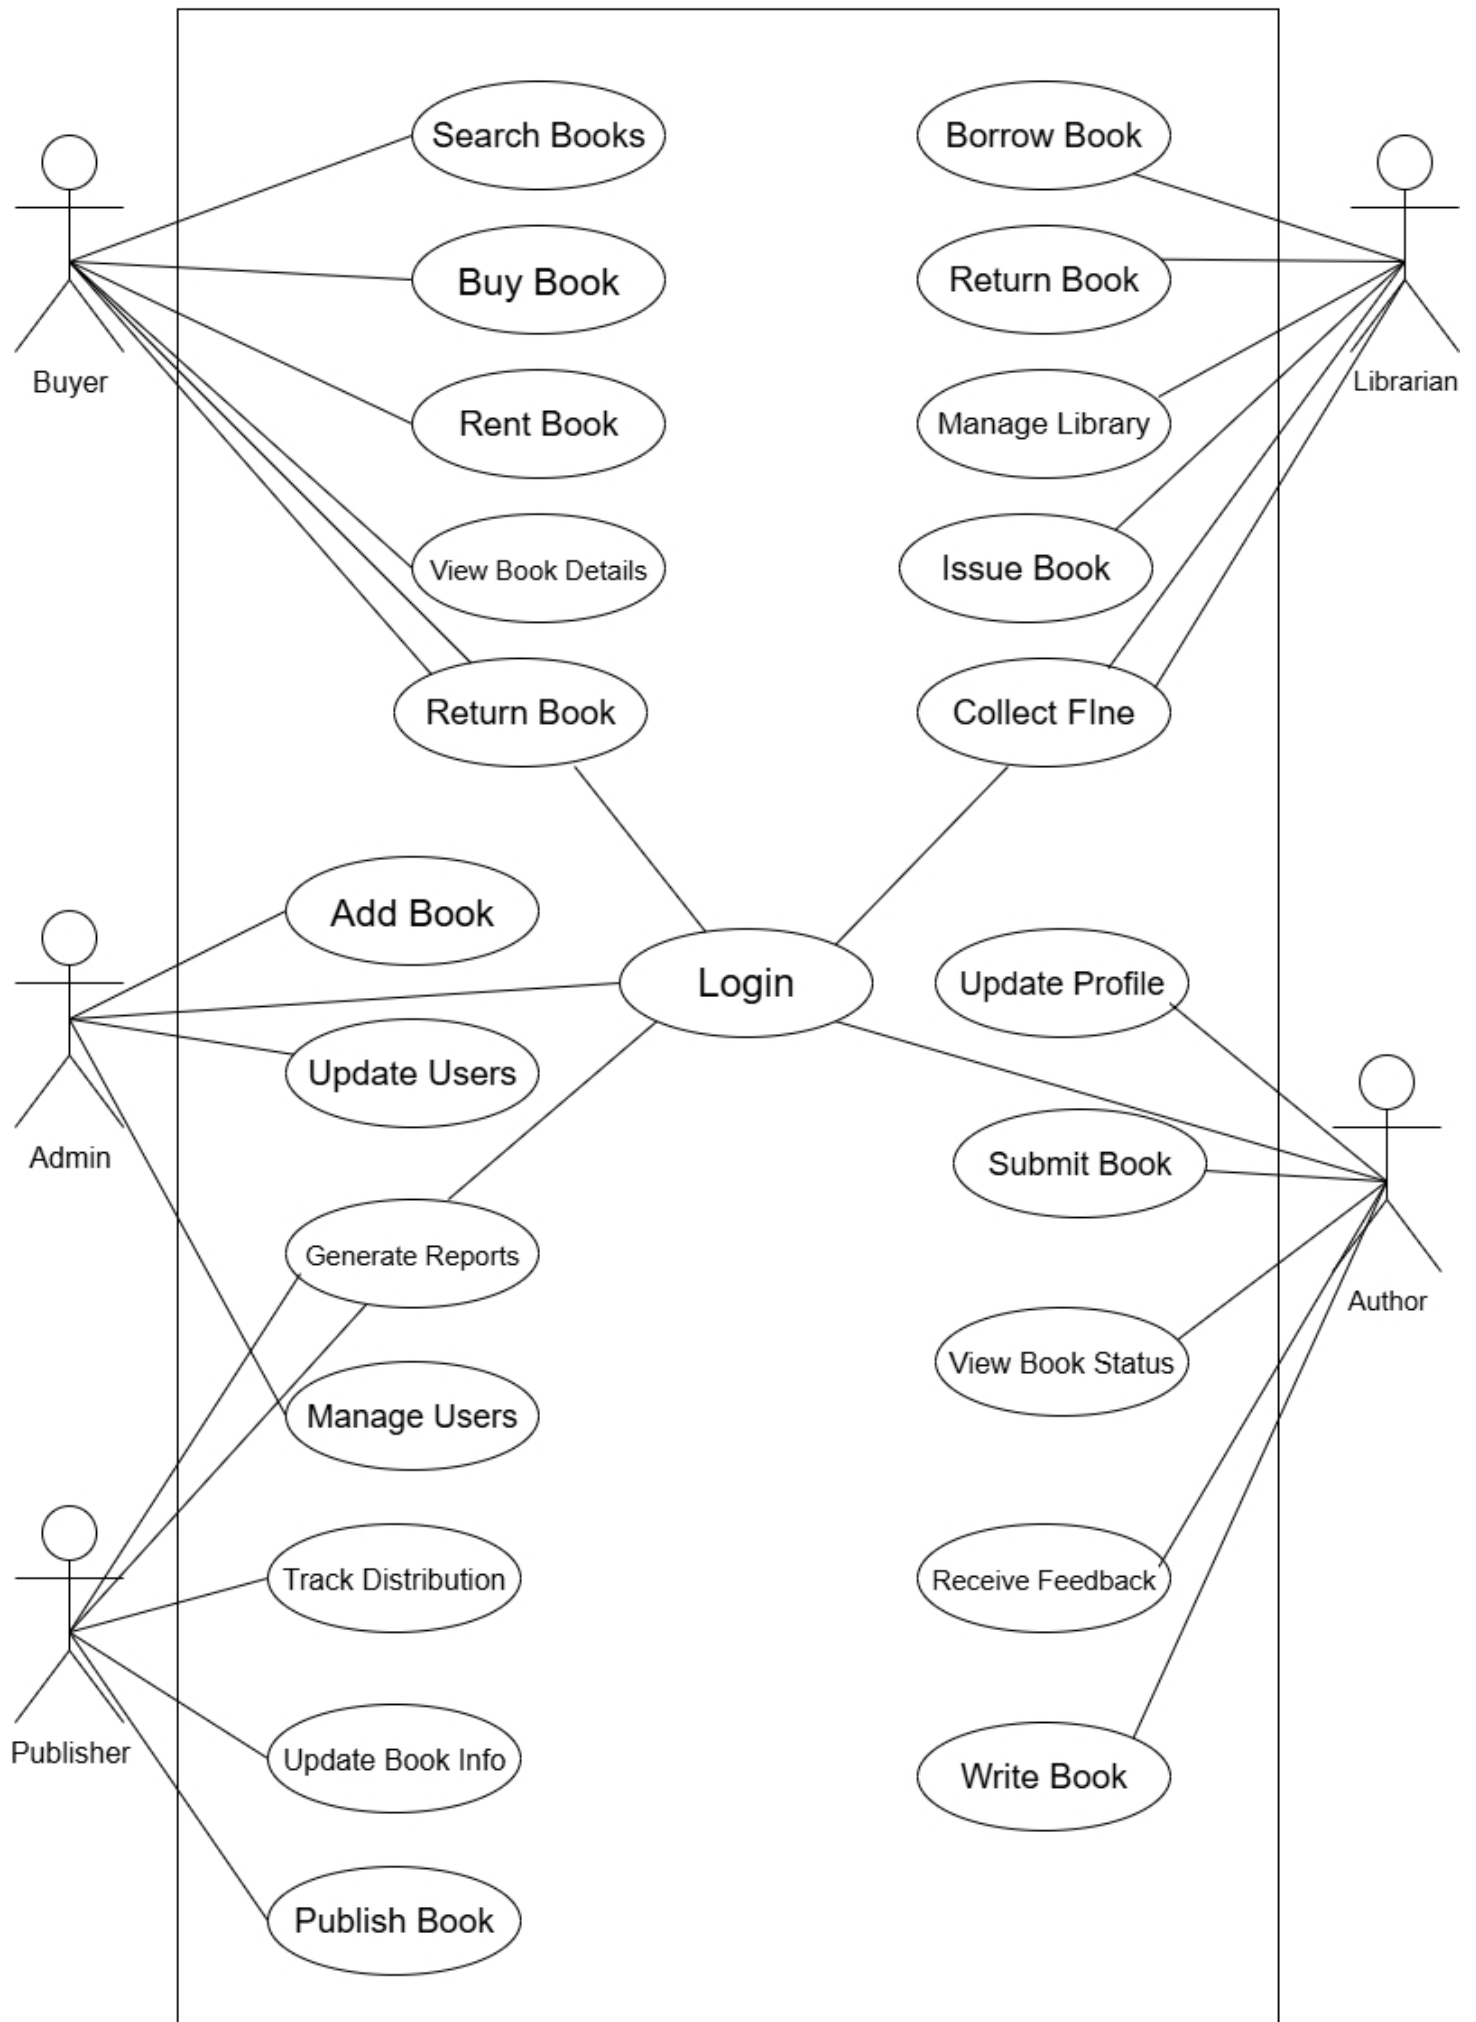 Search Books
Borrow Book
Buy Book
Return Book
Buyer
Librarian
Rent Book
Manage Library
View Book Details
Issue Book
Return Book
Collect FIne
Add Book
Login
Update Profile
Update Users
Admin
Submit Book
Generate Reports
Author
View Book Status
Manage Users
Track Distribution
Receive Feedback
Publisher
Update Book Info
Write Book
Publish Book